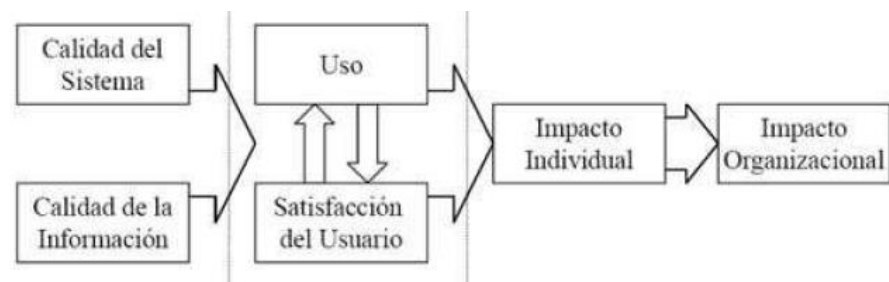 Calidad del
Sistema
Uso
Calidad de la
Información
Satisfacción
del Usuario
Impacto
Individual
Impacto
Organizacional